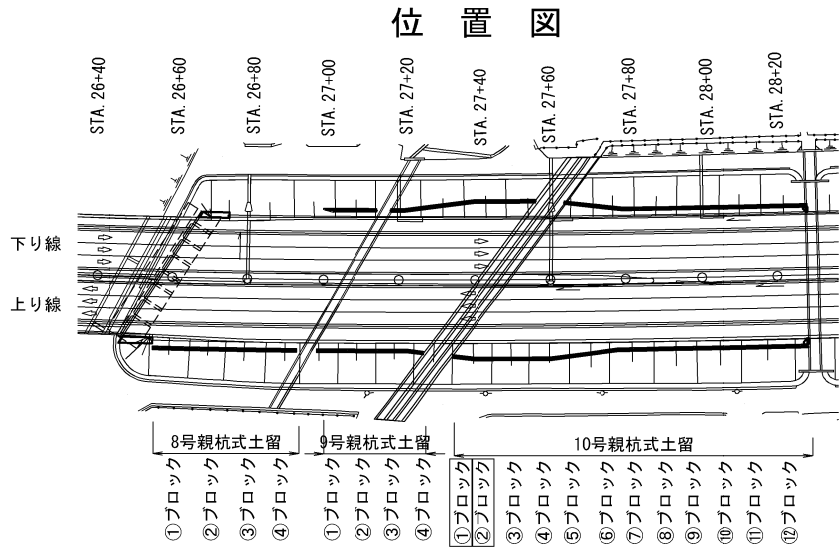 位置図
STA. 26+40
STA. 26+60
STA. 26+80
STA. 27+00
STA. 27+20
STA. 27+40
STA. 27+60
STA. 27+80
STA. 28+00
STA. 28+20
下り線
上り線
8号親杭式土留
9号親杭式土留
10号親杭式土留
①ブロック
②ブロック
③ブロック
④ブロック
①ブロック
②ブロック
③ブロック
④ブロック
①ブロック
②ブロック
③ブロック
④ブロック
⑤ブロック
⑥ブロック
⑦ブロック
⑧ブロック
⑨ブロック
⑩ブロック
⑪ブロック
⑫ブロック